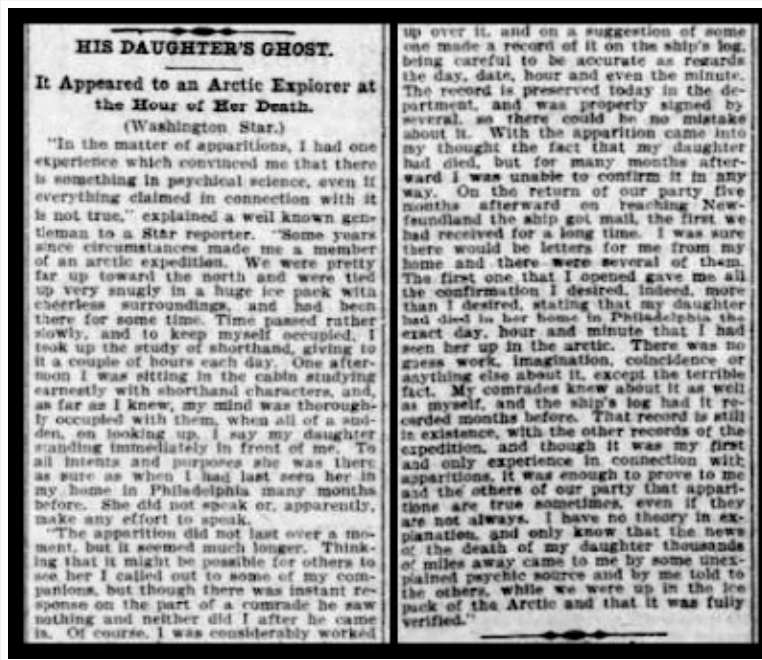 HIS DAUGHTER'S GHOST.
It Appeared to an Arctic Explorer at
the Hour of Her Death.
(Washington Star.)
"In the matter of apparitions, I had one
experience which convinced me that there
is something in psychical science, even if
everything claimed in connection with it
is not true," explained a well known gen-
tleman to a Star reporter. "Some years
since circumstances made me a member
of an arctic expedition. We were pretty
far up toward the north and were tied
up very snugly in a huge ice pack with
cheerless surroundings, and had been
there for some time. Time passed rather
slowly, and to keep myself occupied, I
took up the study of shorthand, giving to
it a couple of hours each day. One after-
noon I was sitting in the cabin studying
earnestly with shorthand characters, and,
as far as I knew, my mind was thorough-
ly occupied with them, when all of a sud-
den, on looking up, I say my daughter
standing immediately in front of me. To
all intents and purposes she was there
as sure as when I had last seen her in
my home in Philadelphia many months
before. She did not speak or, apparently,
make any effort to speak.
"The apparition did not last over a mo-
ment, but it seemed much longer. Think-
ing that it might be possible for others to
see her I called out to some of my com-
panions, but though there was instant re-
sponse on the part of a comrade he saw
nothing and neither did I after he came
in. Of course, I was considerably worked
up over it, and on a suggestion of some
one made a record of it on the ship's log,
being careful to be accurate as regards
the day, date, hour and even the minute.
The record is preserved today in the de-
partment, and was properly signed by
several, so there could be no mistake
about it. With the apparition came into
my thought the fact that my daughter
had died, but for many months after-
ward I was unable to confirm it in any
way. On the return of our party five
months afterward on reaching New-
foundland the ship got mail, the first we
had received for a long time. I was sure
there would be letters for me from my
home and there were several of them.
The first one that I opened gave me all
the confirmation I desired, indeed, more
than I desired, stating that my daughter
had died in her home in Philadelphia the
exact day, hour and minute that I had
seen her up in the arctic. There was no
guess work, imagination, coincidence or
anything else about it, except the terrible
fact. My comrades knew about it as well
as myself, and the ship's log had it re-
corded months before. That record is still
in existence, with the other records of the
expedition, and though it was my first
and only experience in connection with
apparitions, it was enough to prove to me
and the others of our party that appari-
tions are true sometimes, even if they
are not always. I have no theory in ex-
planation, and only know that the news
of the death of my daughter thousands
of miles away came to me by some unex-
plained psychic source and by me told to
the others, while we were up in the ice
pack of the Arctic and that it was fully
verified."